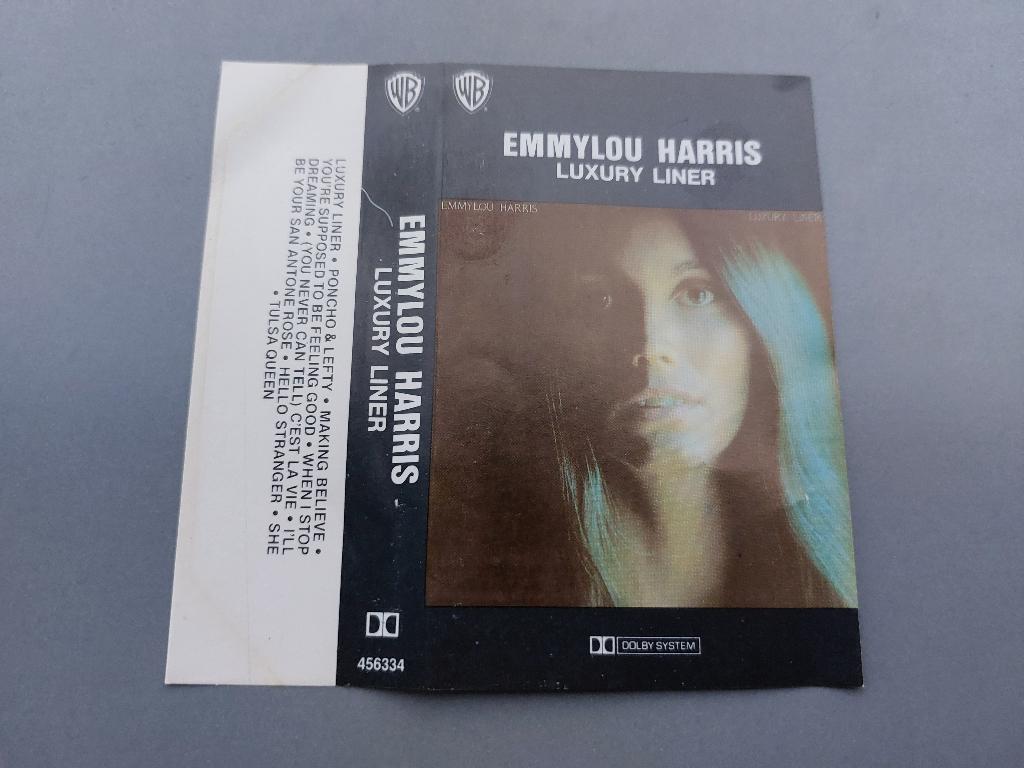 LUXURY LINER • PONCHO & LEFTY • MAKING BELIEVE •
YOU'RE SUPPOSED TO BE FEELING GOOD • WHEN I STOP
DREAMING • (YOU NEVER CAN TELL) C'EST LA VIE • I'LL
BE YOUR SAN ANTONE ROSE • HELLO STRANGER • SHE
• TULSA QUEEN
WB
EMMYLOU HARRIS
LUXURY LINER
456334
WB
EMMYLOU HARRIS
LUXURY LINER
EMMYLOU HARRIS
LUXURY LINER
DOLBY SYSTEM